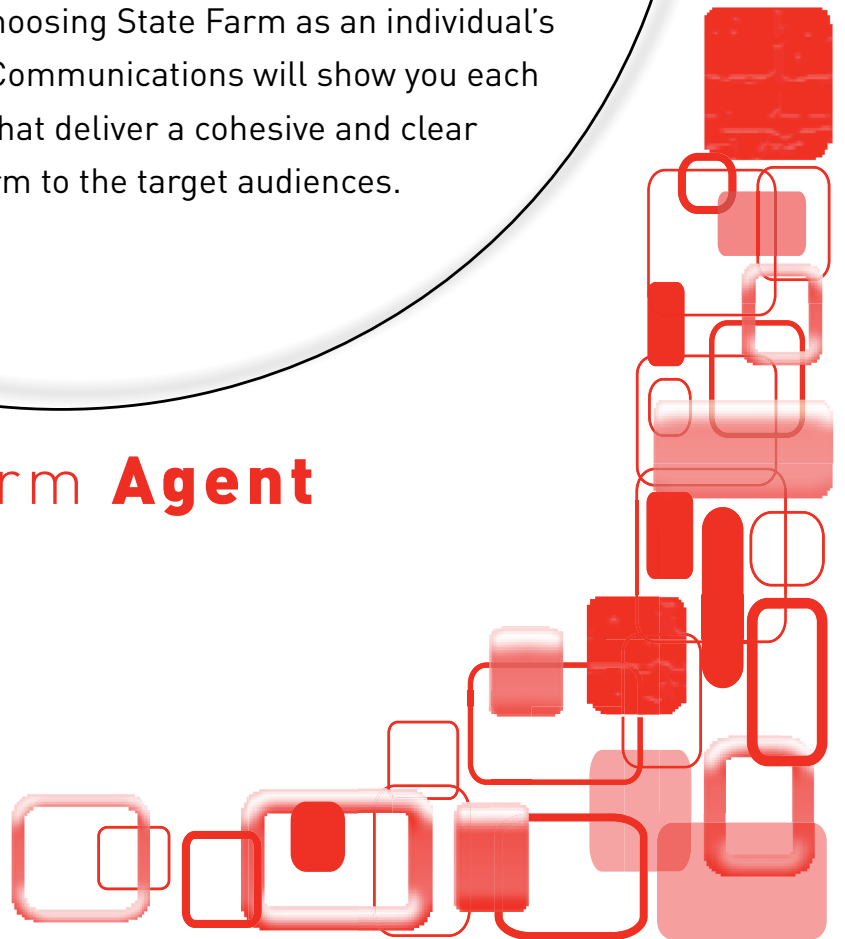 hoosing State Farm as an individual's
Communications will show you each
hat deliver a cohesive and clear
rm to the target audiences.
rm Agent